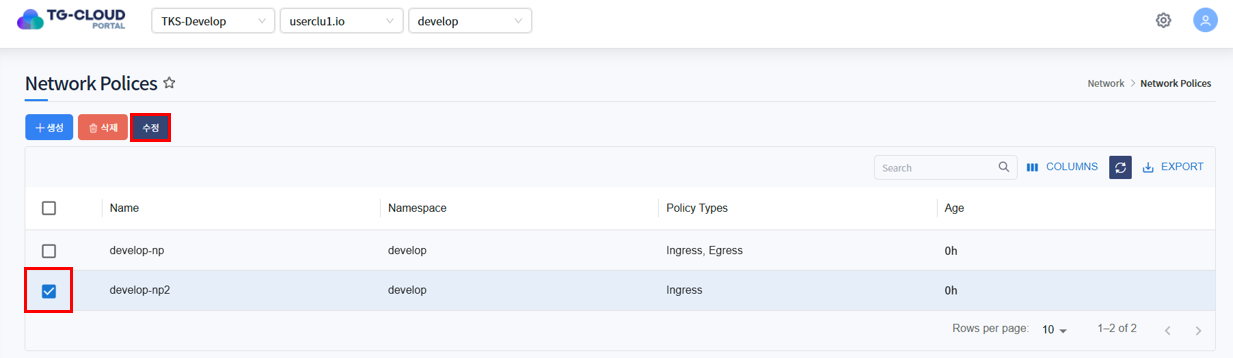 TG-CLOUD
PORTAL
TKS-Develop userclu1.io develop
Network Polices
Network > Network Polices
+ 생성 삭제 수정
Search COLUMNS EXPORT
Name Namespace Policy Types Age
develop-np develop Ingress, Egress 0h
develop-np2 develop Ingress 0h
Rows per page: 10 1–2 of 2